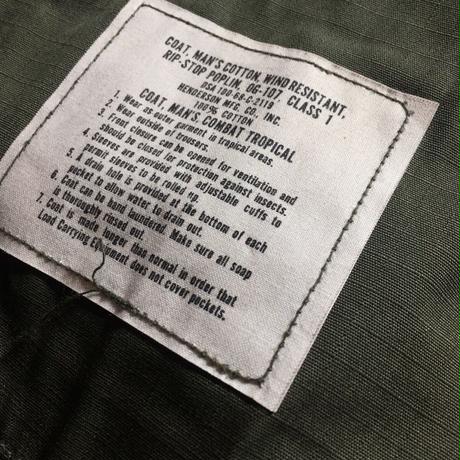 COAT, MAN'S COTTON, WIND RESISTANT,
RIP-STOP POPLIN, OG-107 CLASS 1
DSA 100-68-C-2119
HENDERSON MFG. CO., INC.
100% COTTON
COAT, MAN'S, COMBAT TROPICAL
1. Wear as outer garment in tropical areas.
2. Wear outside of trousers.
3. Front closure can be opened for ventilation and
should be closed for protection against insects.
4. Sleeves are provided with adjustable cuffs to
permit sleeves to be rolled up.
5. A drain hole is provided at the bottom of each
pocket to allow water to drain out.
6. Coat can be hand laundered. Make sure all soap
is thoroughly rinsed out.
7. Coat is made longer than normal in order that
Load Carrying Equipment does not cover pockets.